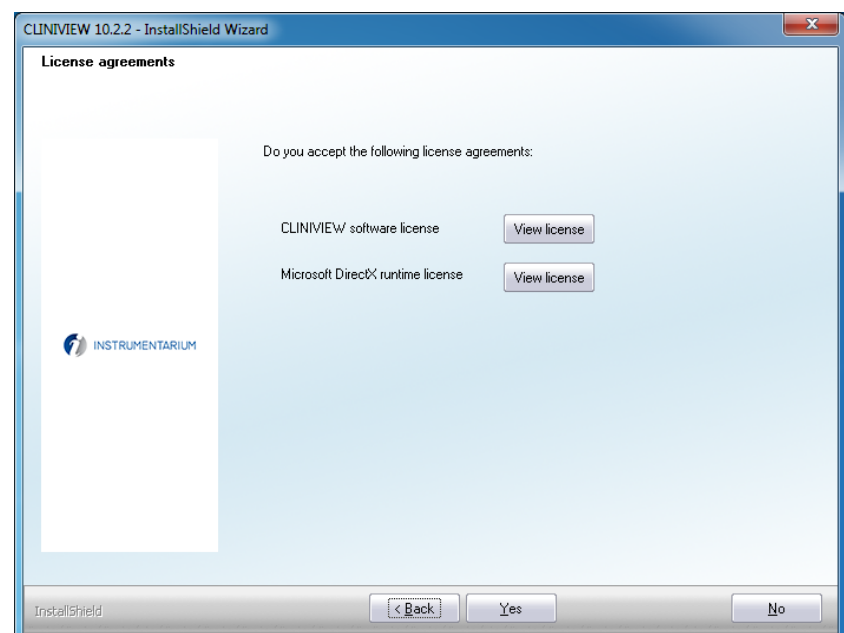 CLINIVIEW 10.2.2 - InstallShield Wizard
License agreements
Do you accept the following license agreements:
CLINIVIEW software license View license
Microsoft DirectX runtime license View license
INSTRUMENTARIUM
InstallShield < Back Yes No